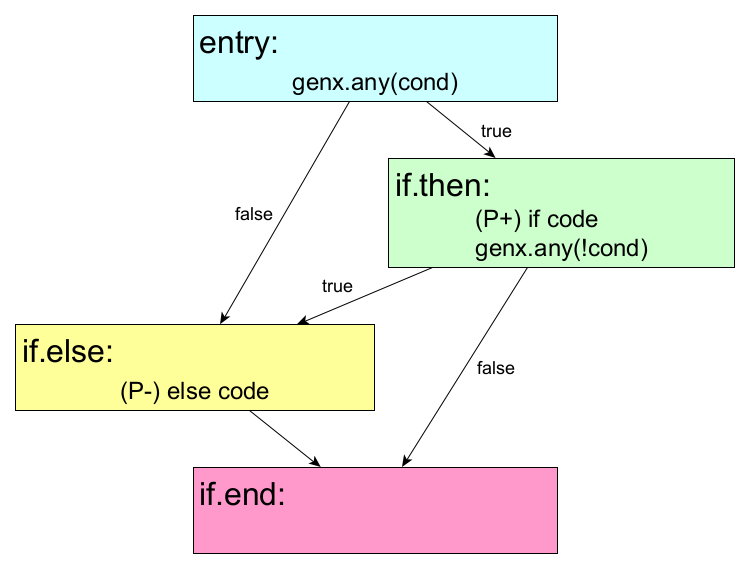 entry:
genx.any(cond)
true
if.then:
(P+) if code
genx.any(!cond)
false
true
if.else:
(P-) else code
false
if.end: